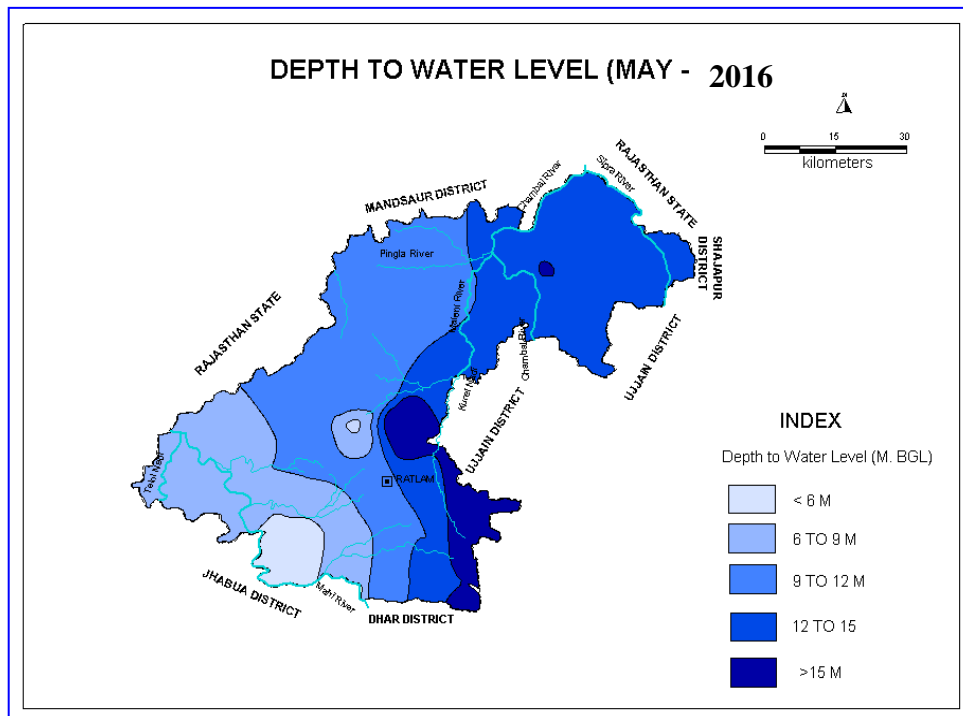 DEPTH TO WATER LEVEL (MAY - 2016
0 15 30
kilometers
RAJASTHAN STATE
Sipra River
Chambal River
MANDSAUR DISTRICT
SHAJAPUR DISTRICT
Pingla River
Maleni River
RAJASTHAN STATE
Chambal River
UJJAIN DISTRICT
UJJAIN DISTRICT
RATLAM
JHABUA DISTRICT
Mahi River
DHAR DISTRICT
INDEX
Depth to Water Level (M. BGL)
< 6 M
6 TO 9 M
9 TO 12 M
12 TO 15
>15 M